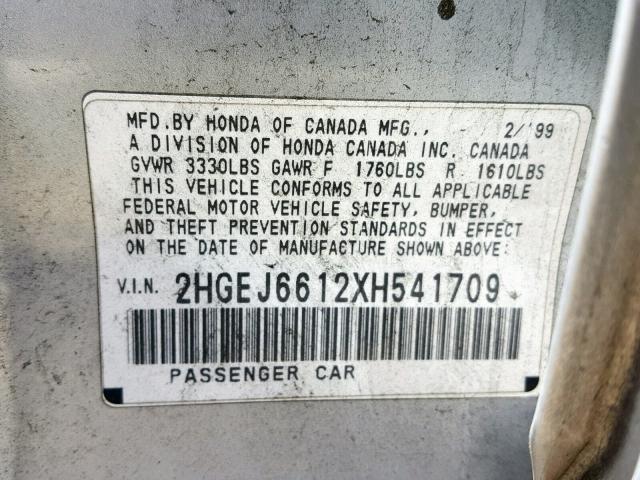 MFD.BY HONDA OF CANADA MFG., 2/'99
A DIVISION OF HONDA CANADA INC. CANADA
GVWR 3330LBS GAWR F 1760LBS R 1610LBS
THIS VEHICLE CONFORMS TO ALL APPLICABLE
FEDERAL MOTOR VEHICLE SAFETY, BUMPER,
AND THEFT PREVENTION STANDARDS IN EFFECT
ON THE DATE OF MANUFACTURE SHOWN ABOVE:
V.I.N. 2HGEJ6612XH541709
PASSENGER CAR